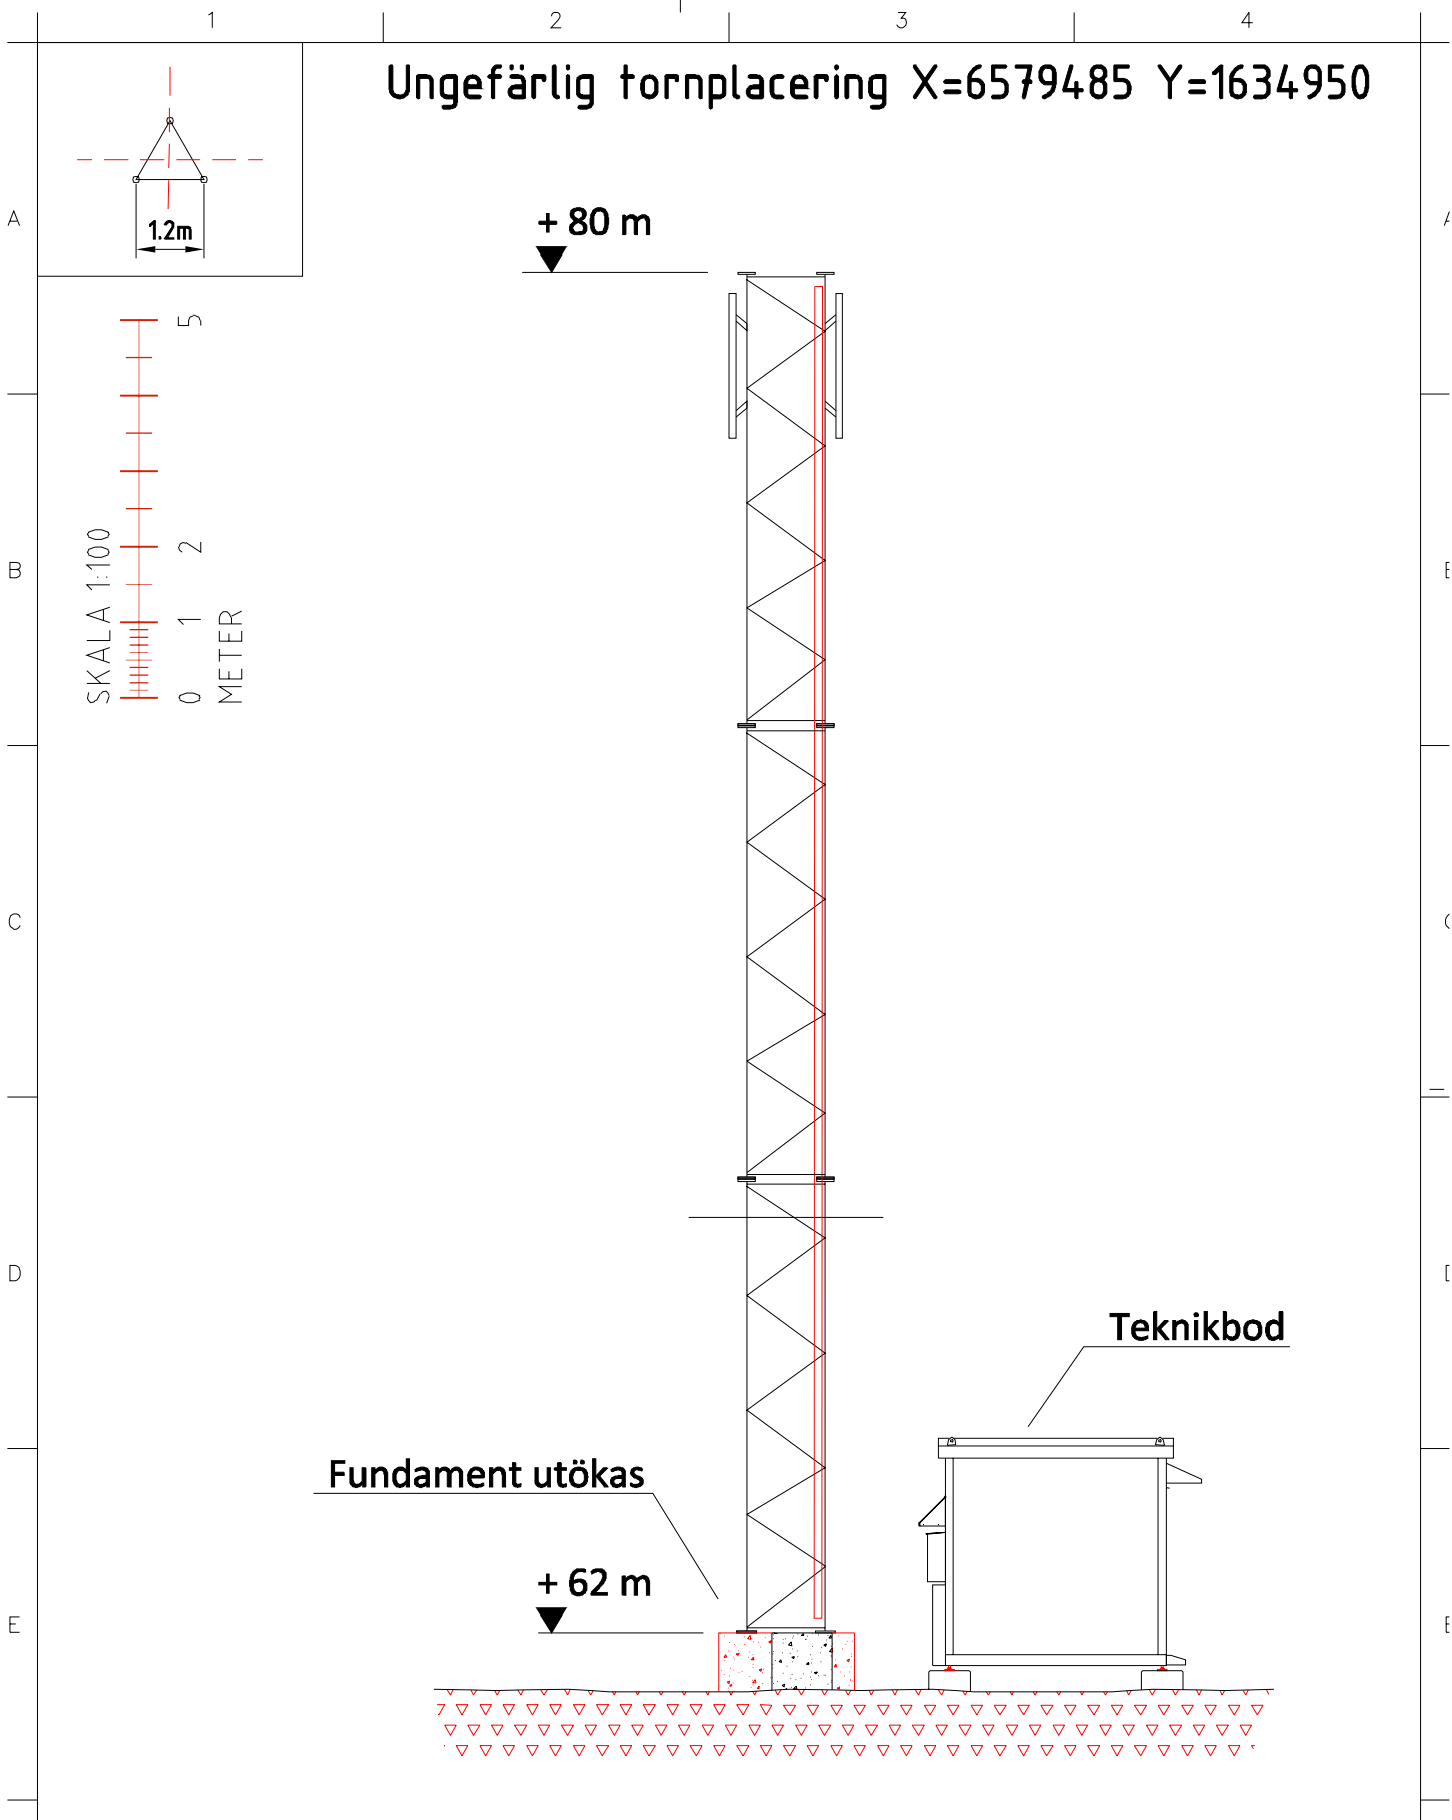 1 2 3 4
Ungefärlig tornplacering X=6579485 Y=1634950
A
1.2m
+ 80 m
5
SKALA 1:100
2
1
0
METER
B
C
D
Teknikbod
Fundament utökas
+ 62 m
E